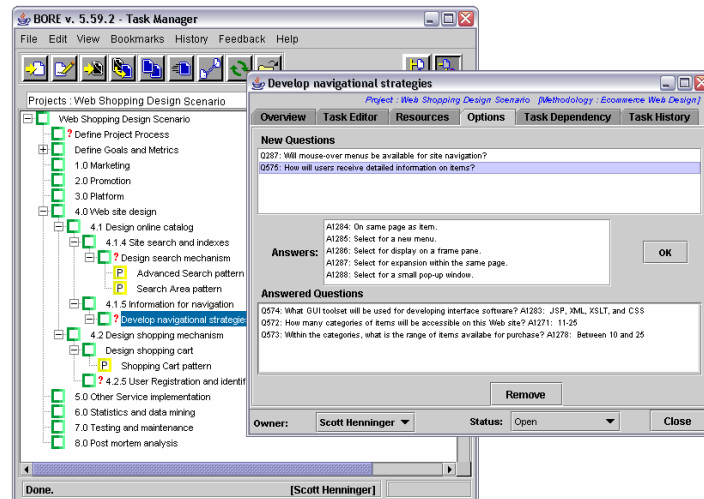 BORE v. 5.59.2 - Task Manager
File Edit View Bookmarks History Feedback Help
Projects : Web Shopping Design Scenario
Web Shopping Design Scenario
? Define Project Process
Define Goals and Metrics
1.0 Marketing
2.0 Promotion
3.0 Platform
4.0 Web site design
4.1 Design online catalog
4.1.4 Site search and indexes
? Design search mechanism
P Advanced Search pattern
P Search Area pattern
4.1.5 Information for navigation
? Develop navigational strategies
4.2 Design shopping mechanism
Design shopping cart
P Shopping Cart pattern
? 4.2.5 User Registration and identif
5.0 Other Service implementation
6.0 Statistics and data mining
7.0 Testing and maintenance
8.0 Post mortem analysis
Done. [Scott Henninger]
Develop navigational strategies
Project : Web Shopping Design Scenario [Methodology : Ecommerce Web Design]
Overview Task Editor Resources Options Task Dependency Task History
New Questions
Q287: Will mouse-over menus be available for site navigation?
Q575: How will users receive detailed information on items?
Answers:
A1284: On same page as item.
A1285: Select for a new menu.
A1286: Select for display on a frame pane.
A1287: Select for expansion within the same page.
A1288: Select for a small pop-up window.
OK
Answered Questions
Q574: What GUI toolset will be used for developing interface software? A1283: JSP, XML, XSLT, and CSS
Q572: How many categories of items will be accessible on this Web site? A1271: 11-25
Q573: Within the categories, what is the range of items availabe for purchase? A1278: Between 10 and 25
Remove
Owner: Scott Henninger Status: Open Close